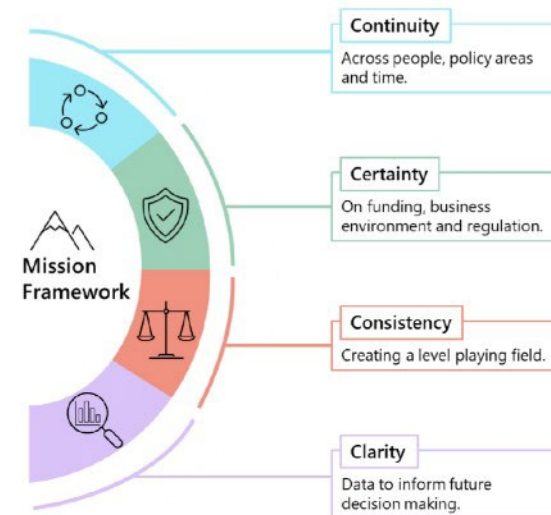 Continuity
Across people, policy areas
and time.
Certainty
On funding, business
environment and regulation.
Mission
Framework
Consistency
Creating a level playing field.
Clarity
Data to inform future
decision making.